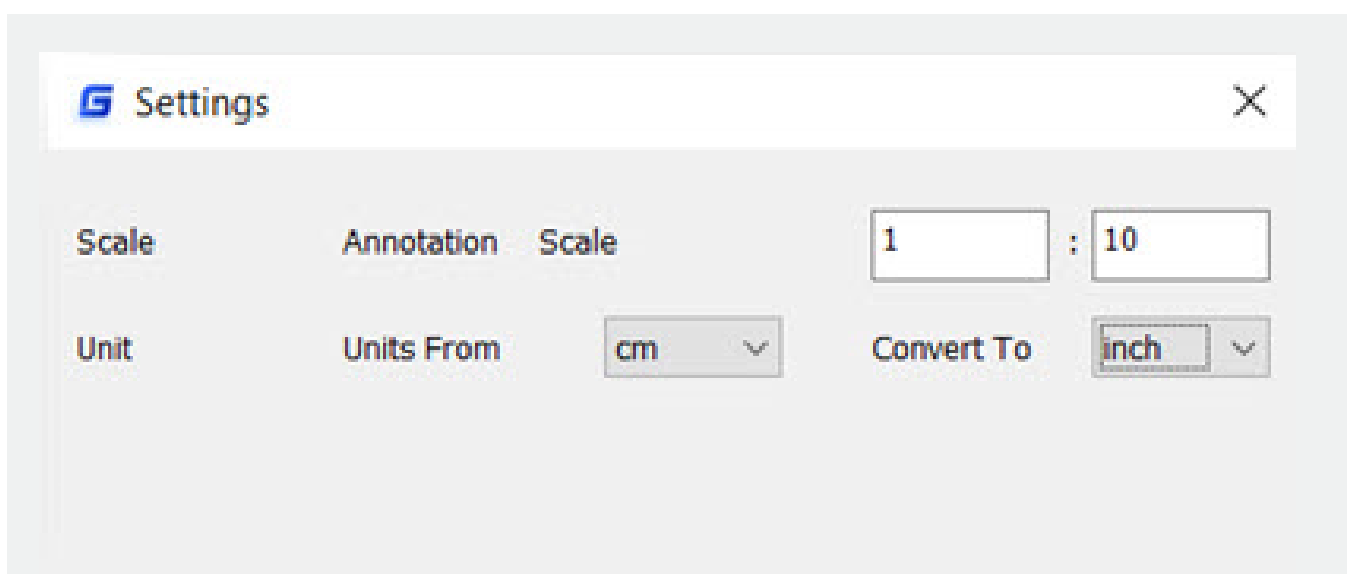 Settings
Scale Annotation Scale 1 : 10
Unit Units From cm Convert To inch